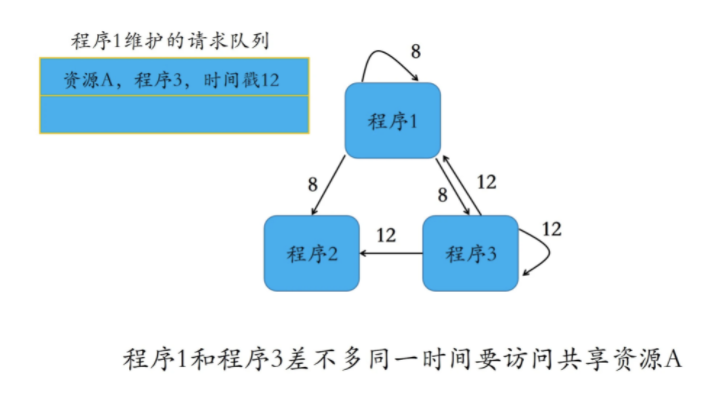 程序1维护的请求队列
资源A，程序3，时间戳12
8
程序1
8
8
12
程序2
12
程序3
12
程序1和程序3差不多同一时间要访问共享资源A